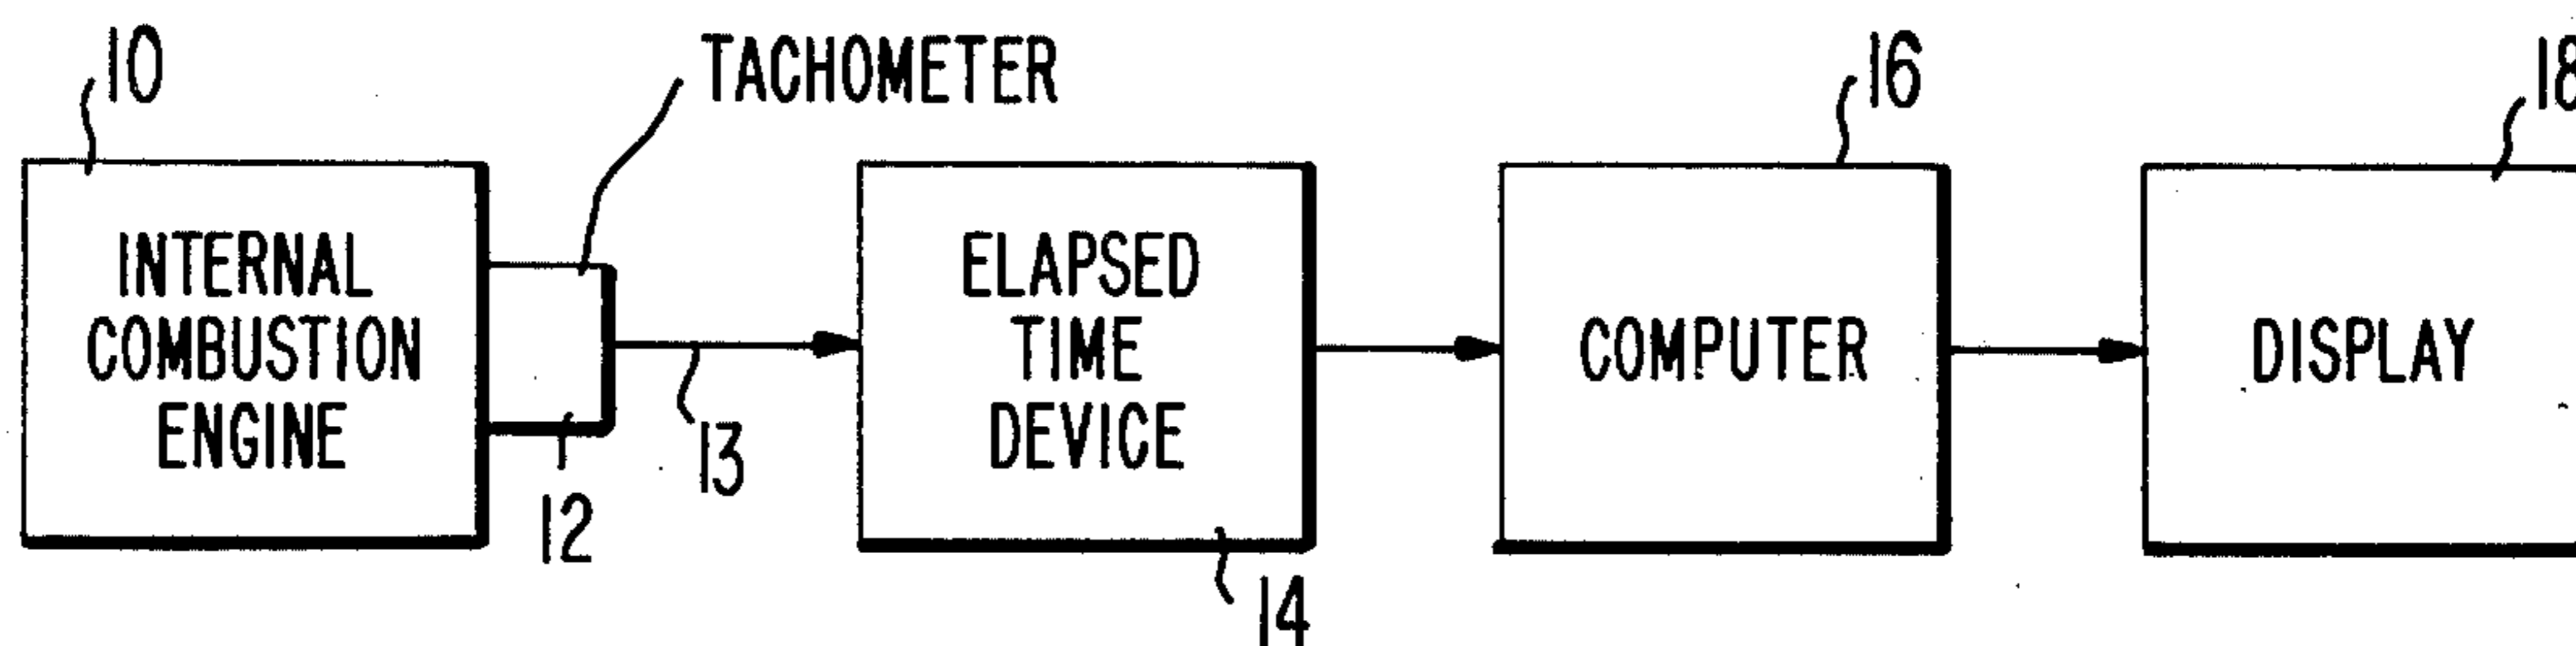 10
TACHOMETER
16
18
INTERNAL
COMBUSTION
ENGINE
ELAPSED
TIME
DEVICE
COMPUTER
DISPLAY
12
13
14